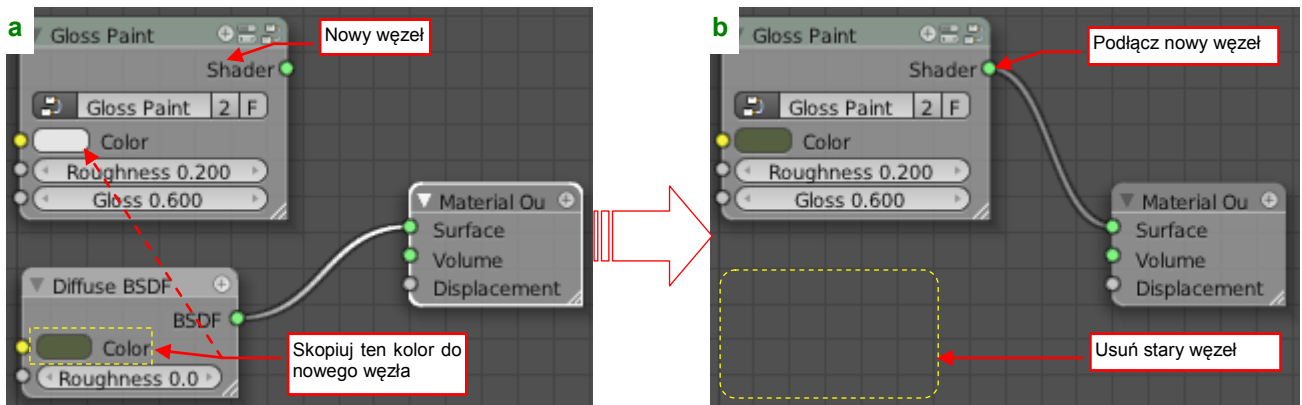 a
Gloss Paint
Nowy węzeł
Shader
Gloss Paint 2 F
Color
Roughness 0.200
Gloss 0.600
Material Ou
Surface
Volume
Displacement
Diffuse BSDF
BSDF
Color
Roughness 0.0
Skopiuj ten kolor do
nowego węzła
b
Gloss Paint
Podłącz nowy węzeł
Shader
Gloss Paint 2 F
Color
Roughness 0.200
Gloss 0.600
Material Ou
Surface
Volume
Displacement
Usuń stary węzeł